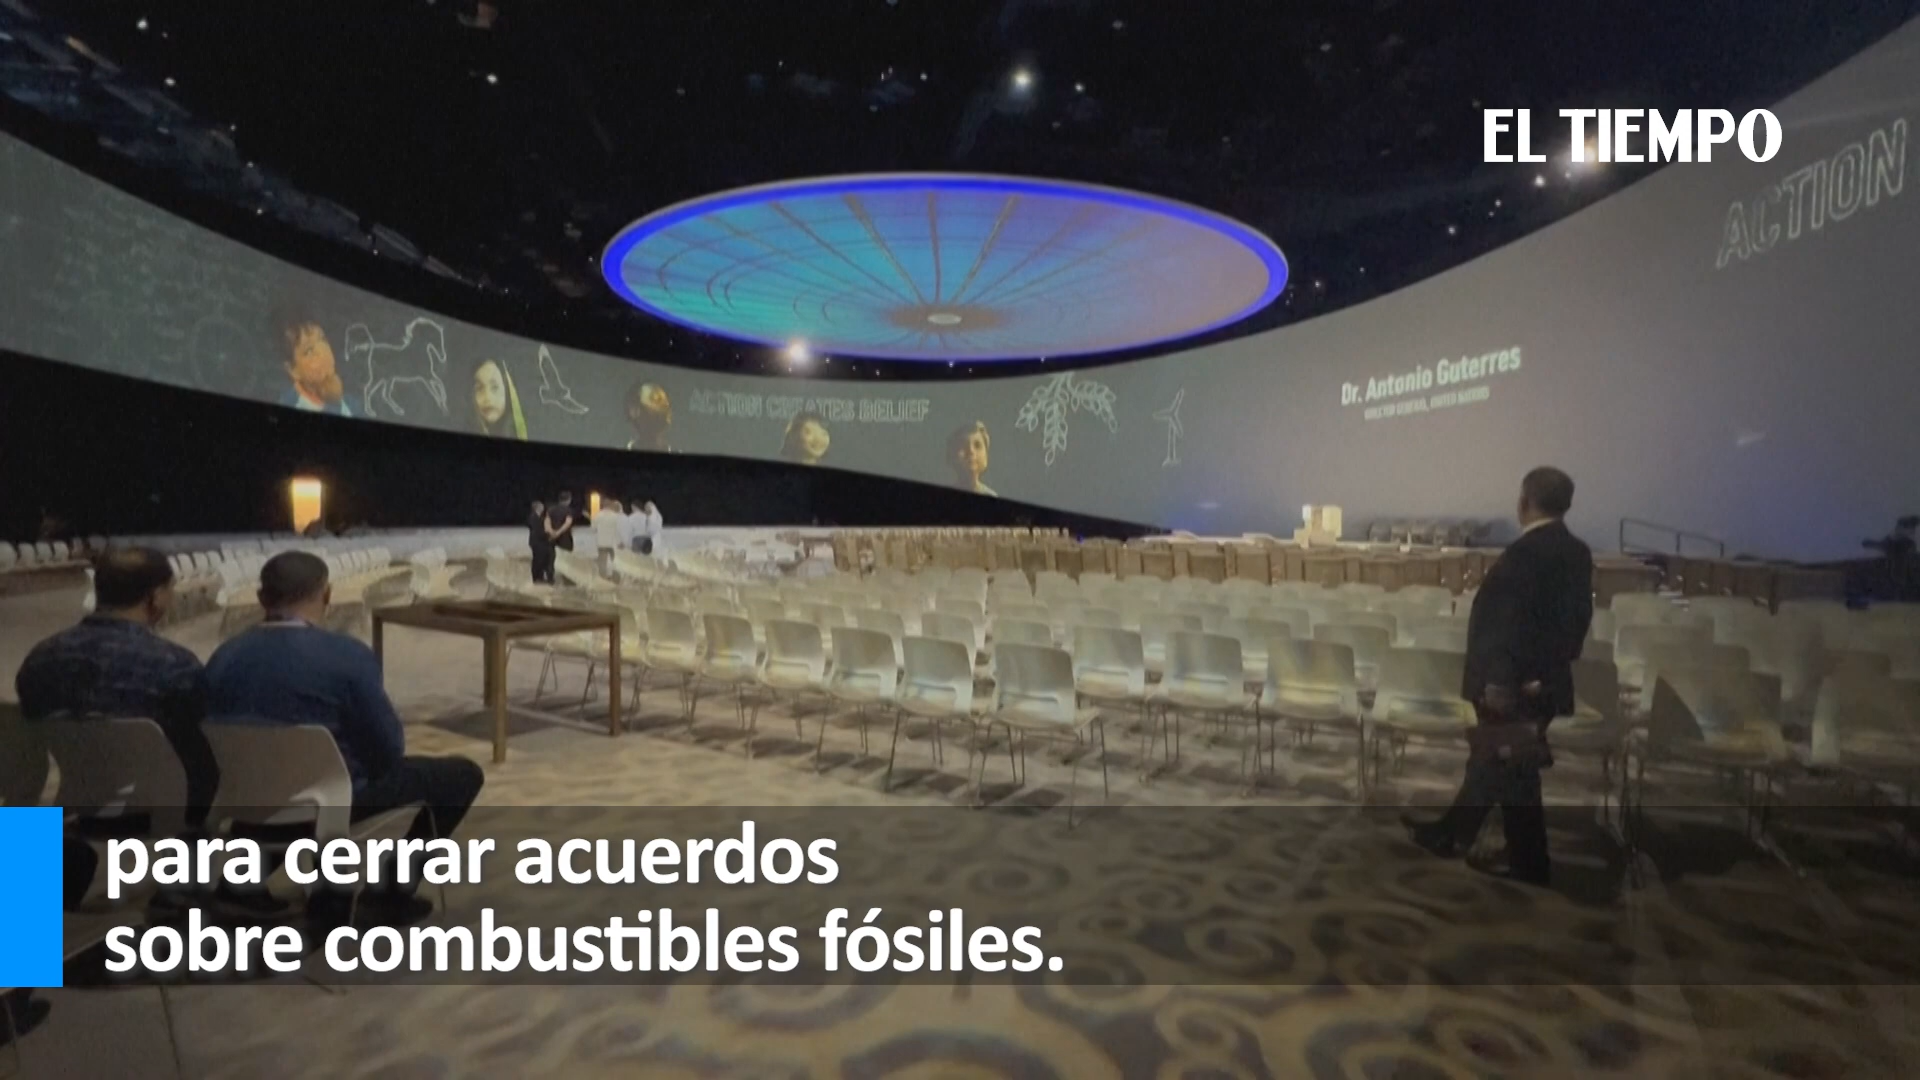 EL TIEMPO
ACTION
Dr. Antonio Guterres
ACTION CREATES BELIEF
para cerrar acuerdos
sobre combustibles fósiles.